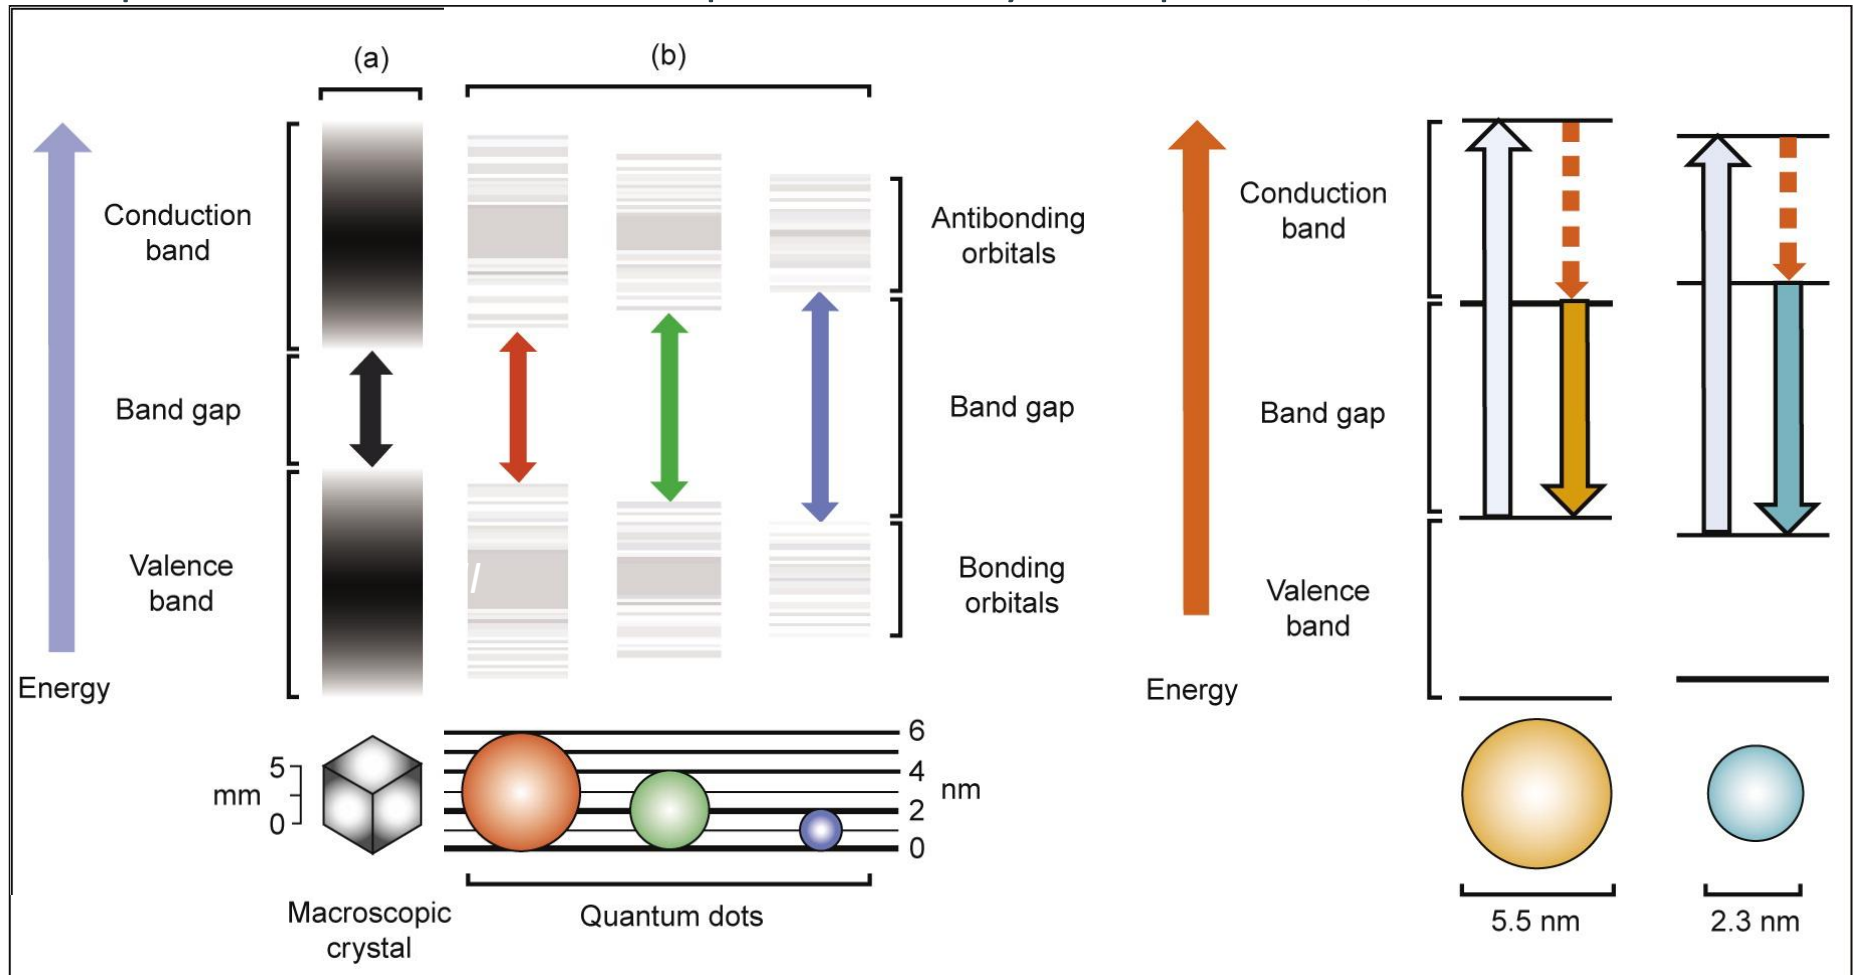 (a)
(b)
Conduction
band
Band gap
Valence
band
Energy
Antibonding
orbitals
Band gap
Bonding
orbitals
5
mm
0
6
4
nm
2
0
Macroscopic
crystal
Quantum dots
Conduction
band
Band gap
Valence
band
Energy
5.5 nm
2.3 nm